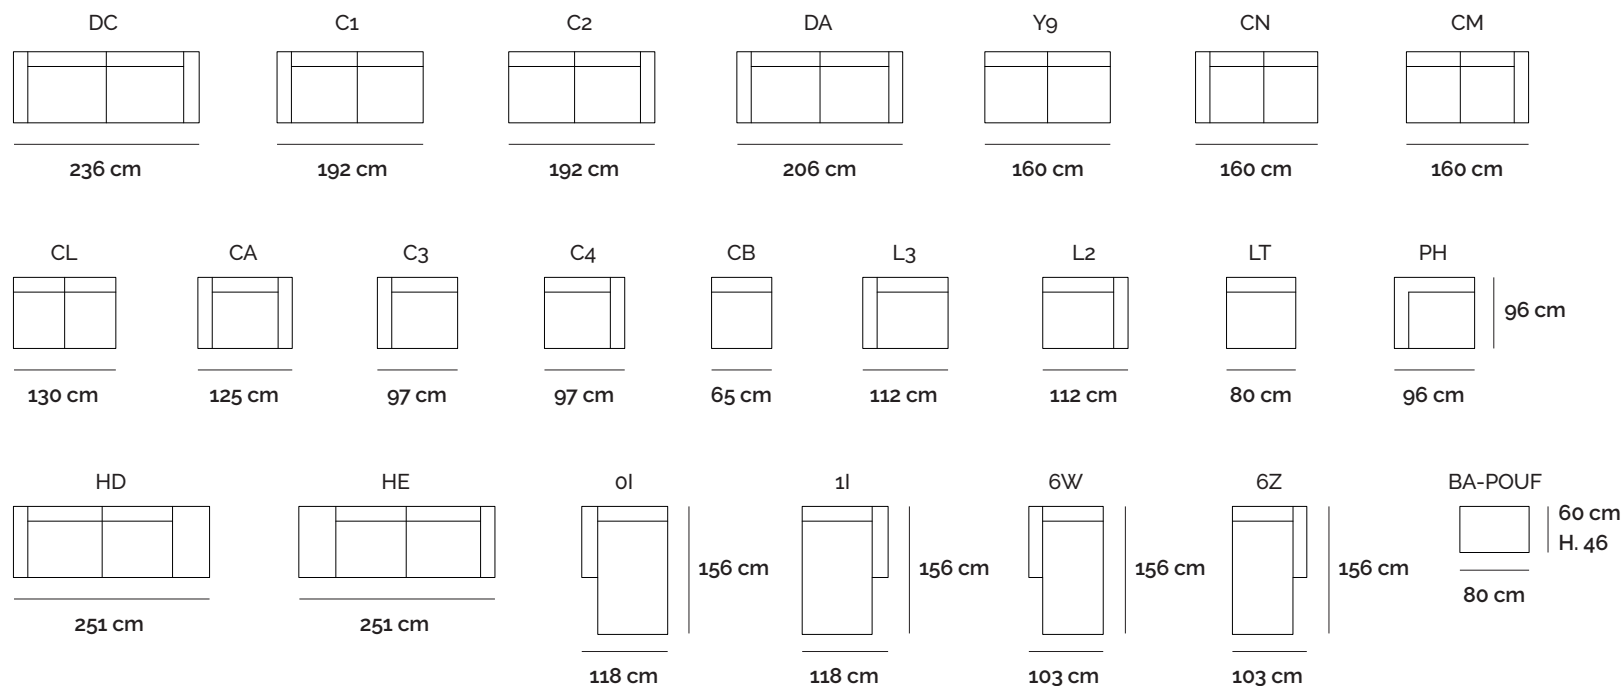 DC C1 C2 DA Y9 CN CM
236 cm 192 cm 192 cm 206 cm 160 cm 160 cm 160 cm
CL CA C3 C4 CB L3 L2 LT PH
96 cm
130 cm 125 cm 97 cm 97 cm 65 cm 112 cm 112 cm 80 cm 96 cm
HD HE 0I 1I 6W 6Z BA-POUF
60 cm
H. 46
156 cm 156 cm 156 cm 156 cm
80 cm
251 cm 251 cm
118 cm 118 cm 103 cm 103 cm